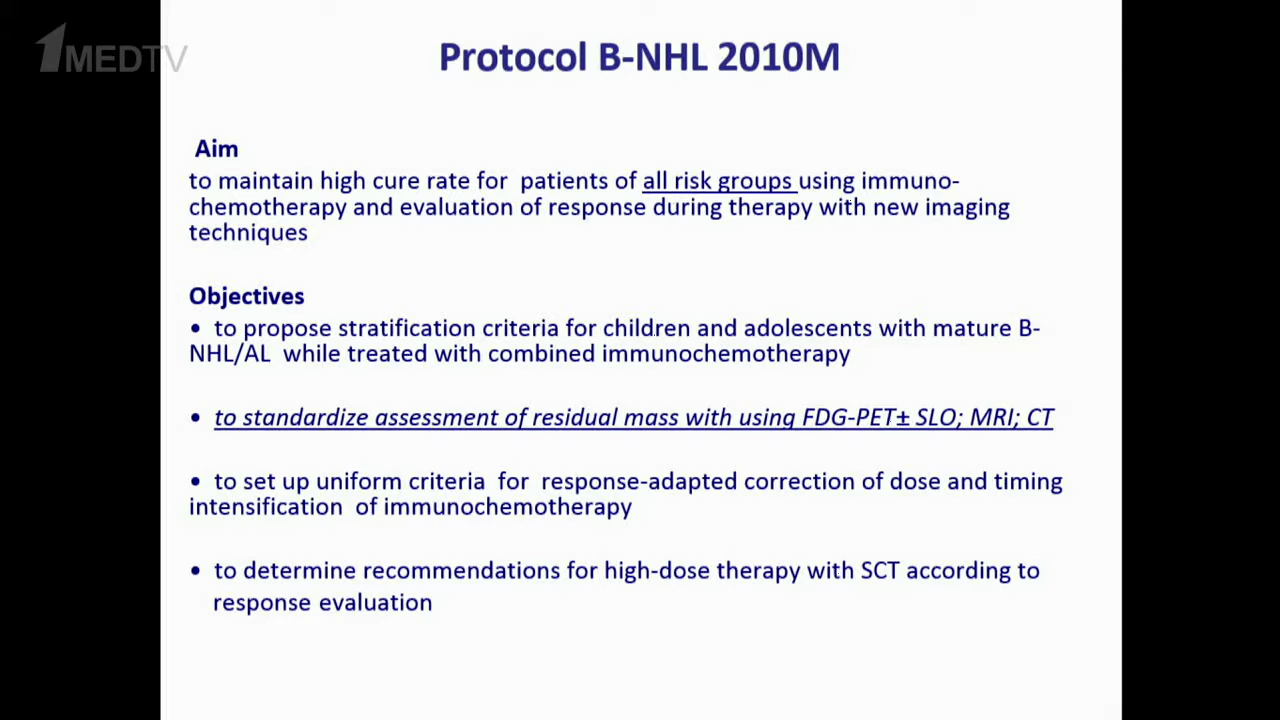 1MEDTV
Protocol B-NHL 2010M
Aim
to maintain high cure rate for patients of all risk groups using immuno-
chemotherapy and evaluation of response during therapy with new imaging
techniques
Objectives
• to propose stratification criteria for children and adolescents with mature B-
NHL/AL while treated with combined immunochemotherapy
• to standardize assessment of residual mass with using FDG-PET± SLO; MRI; CT
• to set up uniform criteria for response-adapted correction of dose and timing
intensification of immunochemotherapy
• to determine recommendations for high-dose therapy with SCT according to
response evaluation